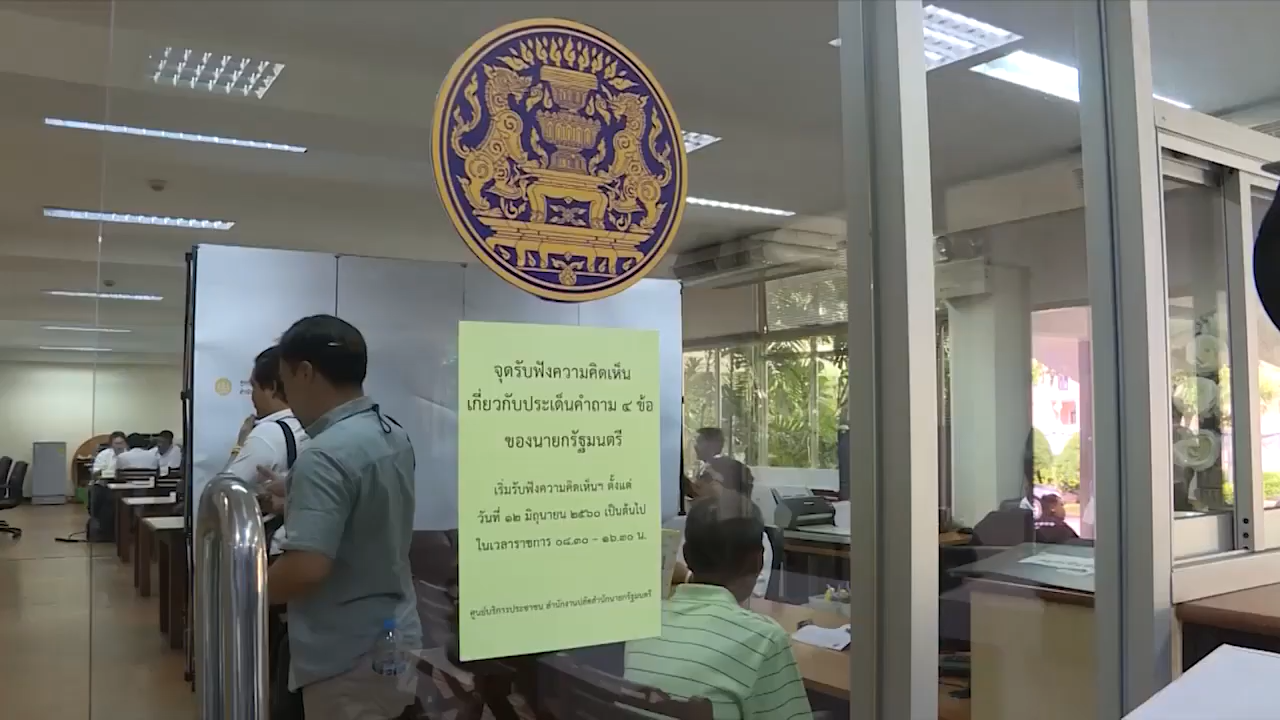 จุดรับฟังความคิดเห็น
เกี่ยวกับประเด็นคำถาม ๔ ข้อ
ของนายกรัฐมนตรี
เริ่มรับฟังความคิดเห็นฯ ตั้งแต่
วันที่ ๑๒ มิถุนายน ๒๕๖๐ เป็นต้นไป
ในเวลาราชการ ๐๘.๓๐ – ๑๖.๓๐ น.
ศูนย์บริการประชาชน สำนักงานปลัดสำนักนายกรัฐมนตรี